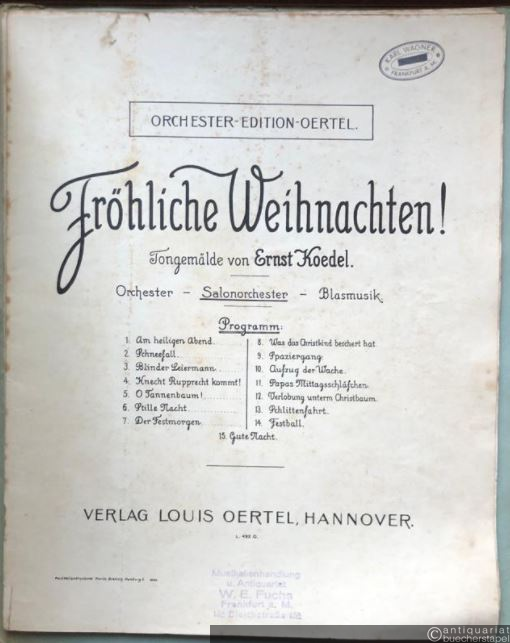 KARL WAGNER
FRANKFURT A. M.
ORCHESTER-EDITION-OERTEL.
Fröhliche Weihnachten!
Tongemälde von Ernst Koedel.
Orchester – Salonorchester – Blasmusik.
Programm:
1. Am heiligen Abend.
2. Schneefall.
3. Blinder Leiermann.
4. Knecht Rupprecht kommt!
5. O Tannenbaum!
6. Stille Nacht.
7. Der Festmorgen.
8. Was das Christkind beschert hat.
9. Spaziergang.
10. Aufzug der Wache.
11. Papas Mittagsschläfchen.
12. Verlobung unterm Christbaum.
13. Schlittenfahrt.
14. Festball.
15. Gute Nacht.
VERLAG LOUIS OERTEL, HANNOVER.
L. 492 O.
Musikalienhandlung
u. Antiquariat
W. E. Fuchs
Frankfurt a. M.
antiquariat
buecherstapel